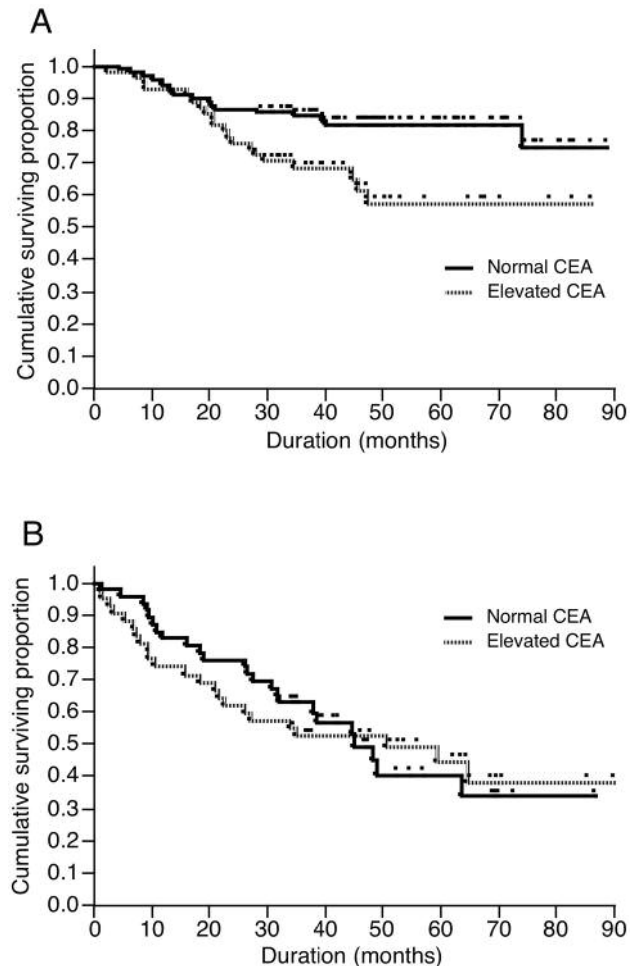 A
Cumulative surviving proportion
1.0
0.9
0.8
0.7
0.6
0.5
0.4
0.3
0.2
0.1
0.0
Normal CEA
Elevated CEA
0 10 20 30 40 50 60 70 80 90
Duration (months)
B
Cumulative surviving proportion
1.0
0.9
0.8
0.7
0.6
0.5
0.4
0.3
0.2
0.1
0.0
Normal CEA
Elevated CEA
0 10 20 30 40 50 60 70 80 90
Duration (months)